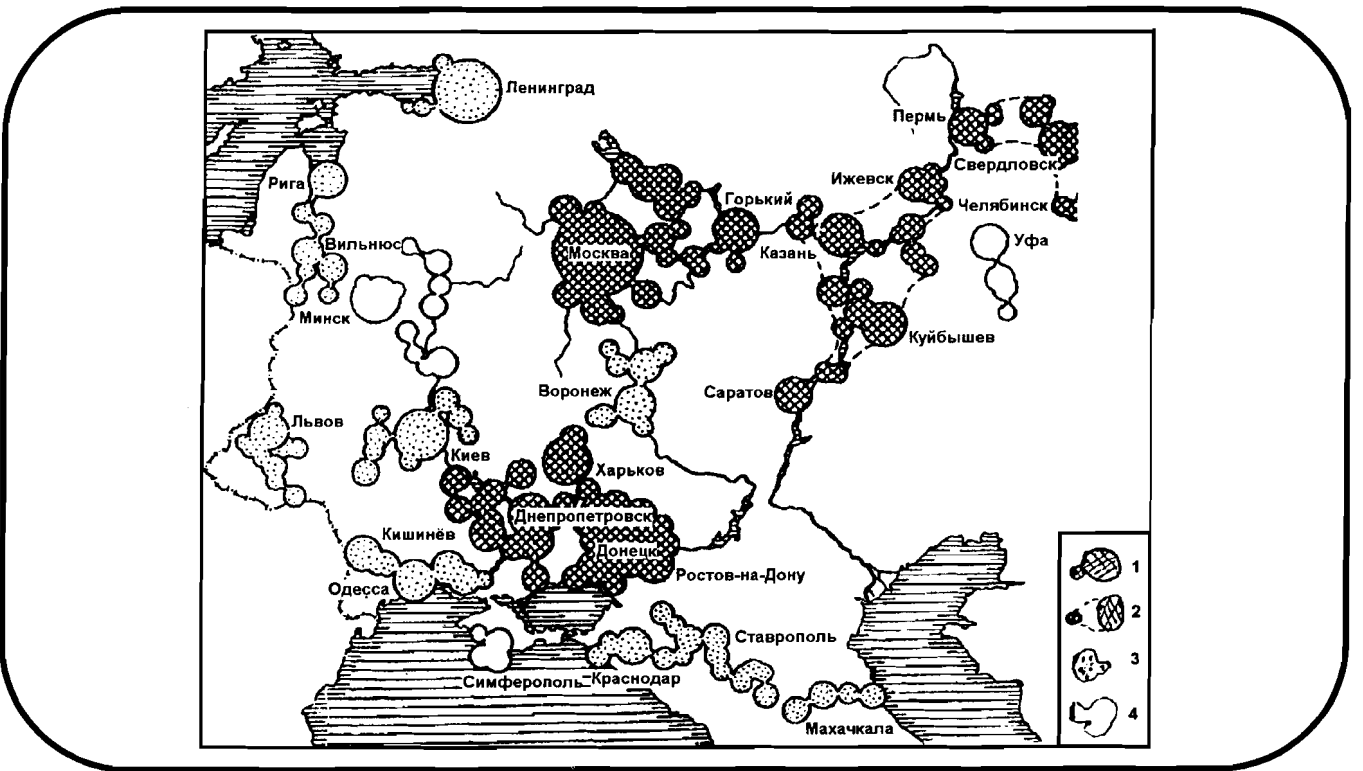 Ленинград
Пермь
Свердловск
Рига
Ижевск
Горький
Челябинск
Уфа
Вильнюс
Москва
Казань
Минск
Куйбышев
Воронеж
Саратов
Львов
Киев
Харьков
Днепропетровск
Кишинёв
Донецк
Ростов-на-Дону
Одесса
Ставрополь
Симферополь
Краснодар
Махачкала
1
2
3
4